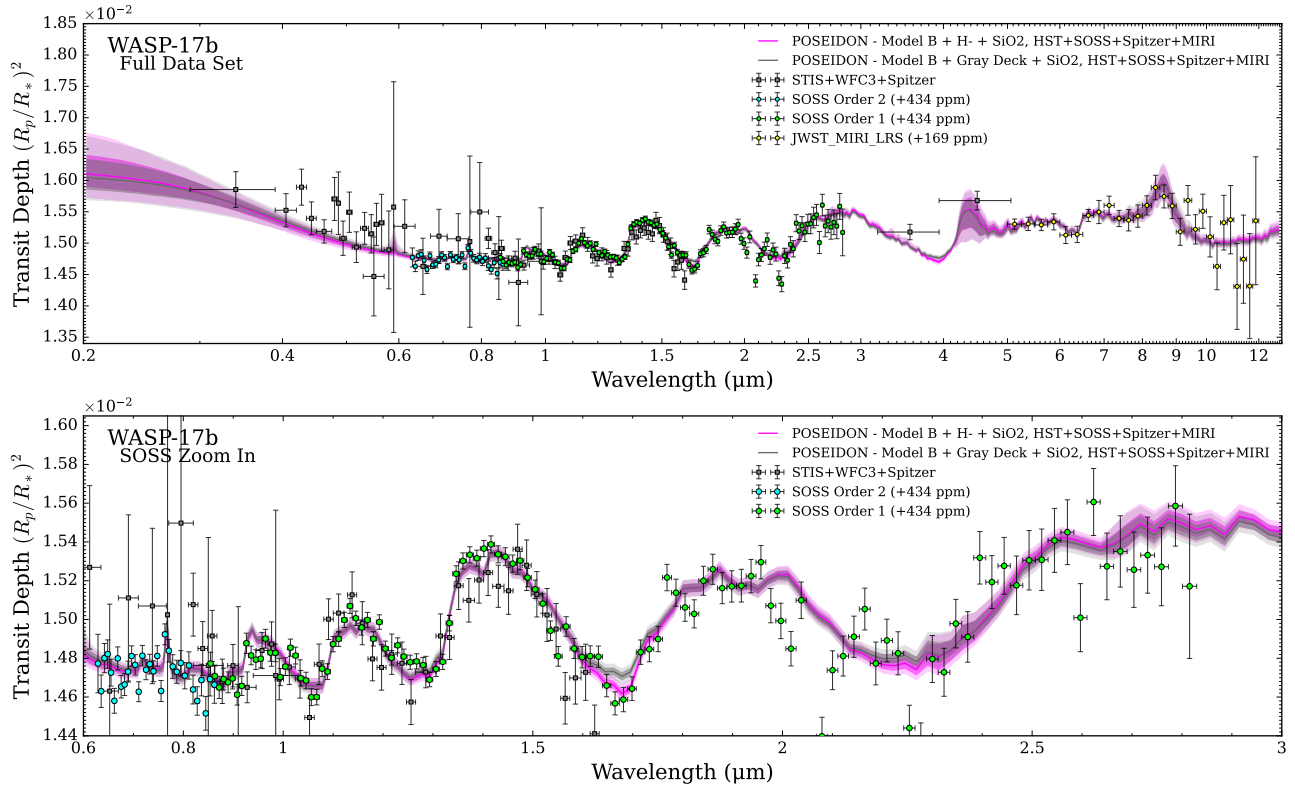 ×10⁻²
WASP-17b
Full Data Set
POSEIDON - Model B + H- + SiO2, HST+SOSS+Spitzer+MIRI
POSEIDON - Model B + Gray Deck + SiO2, HST+SOSS+Spitzer+MIRI
STIS+WFC3+Spitzer
SOSS Order 2 (+434 ppm)
SOSS Order 1 (+434 ppm)
JWST_MIRI_LRS (+169 ppm)
Transit Depth (Rₚ/R*)²
1.85
1.80
1.75
1.70
1.65
1.60
1.55
1.50
1.45
1.40
1.35
0.2 0.4 0.6 0.8 1 1.5 2 2.5 3 4 5 6 7 8 9 10 12
Wavelength (μm)
×10⁻²
WASP-17b
SOSS Zoom In
POSEIDON - Model B + H- + SiO2, HST+SOSS+Spitzer+MIRI
POSEIDON - Model B + Gray Deck + SiO2, HST+SOSS+Spitzer+MIRI
STIS+WFC3+Spitzer
SOSS Order 2 (+434 ppm)
SOSS Order 1 (+434 ppm)
Transit Depth (Rₚ/R*)²
1.60
1.58
1.56
1.54
1.52
1.50
1.48
1.46
1.44
0.6 0.8 1 1.5 2 2.5 3
Wavelength (μm)